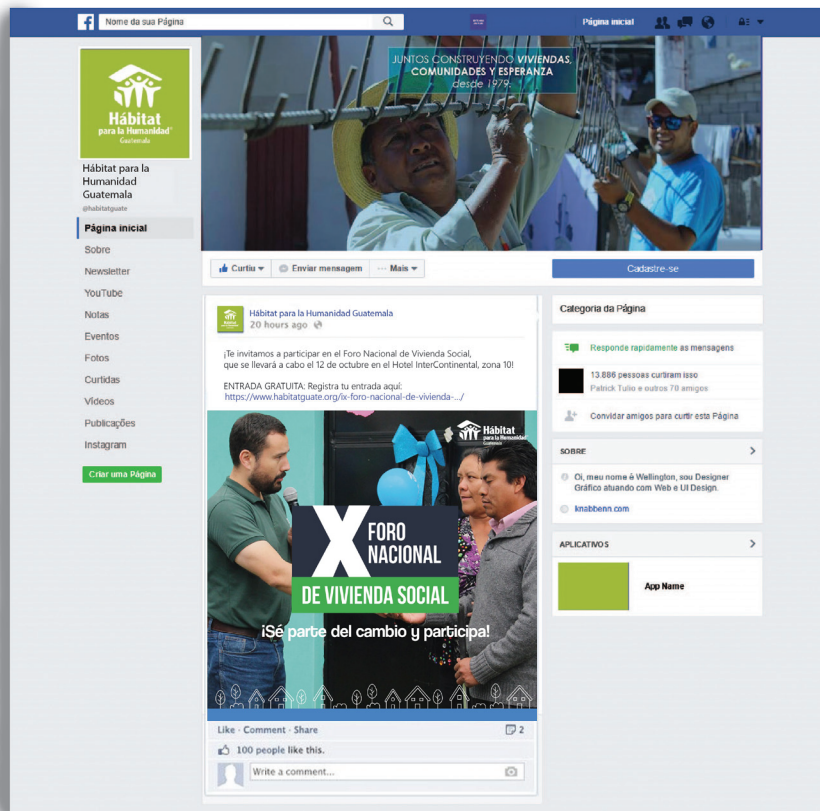 Nome da sua Página
Página inicial
JUNTOS CONSTRUYENDO VIVIENDAS,
COMUNIDADES Y ESPERANZA
desde 1979.
Hábitat
para la Humanidad®
Guatemala
Hábitat para la
Humanidad
Guatemala
@habitatguate
Página inicial
Sobre
Newsletter
YouTube
Notas
Eventos
Fotos
Curtidas
Vídeos
Publicações
Instagram
Criar uma Página
Curtiu
Enviar mensagem
··· Mais
Cadastre-se
Hábitat para la Humanidad Guatemala
20 hours ago
¡Te invitamos a participar en el Foro Nacional de Vivienda Social,
que se llevará a cabo el 12 de octubre en el Hotel InterContinental, zona 10!
ENTRADA GRATUITA: Registra tu entrada aquí:
https://www.habitatguate.org/ix-foro-nacional-de-vivienda-.../
Hábitat
para la Humanidad
Guatemala
X FORO
NACIONAL
DE VIVIENDA SOCIAL
¡Sé parte del cambio y participa!
Like · Comment · Share
2
100 people like this.
Write a comment...
Categoria da Página
Responde rapidamente as mensagens
13.886 pessoas curtiram isso
Patrick Tulio e outros 70 amigos
Convidar amigos para curtir esta Página
SOBRE
Oi, meu nome é Wellington, sou Designer
Gráfico atuando com Web e UI Design.
knabbenn.com
APLICATIVOS
App Name